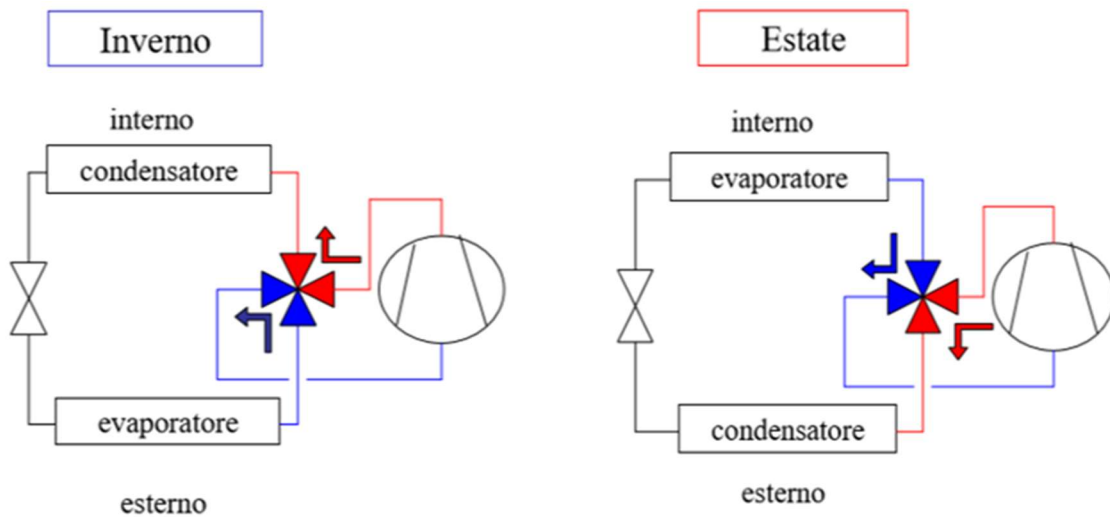 Inverno
interno
condensatore
evaporatore
esterno
Estate
interno
evaporatore
condensatore
esterno